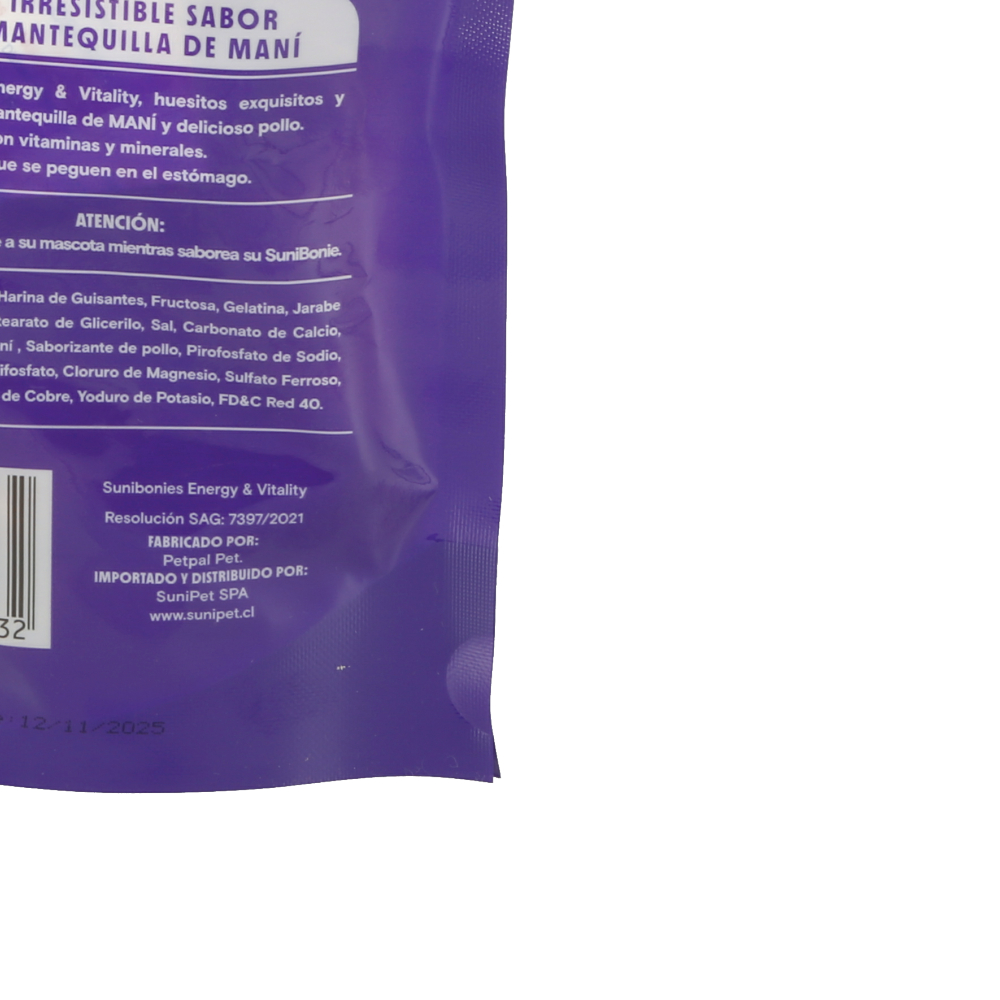 IRRESISTIBLE SABOR
MANTEQUILLA DE MANÍ
nergy & Vitality, huesitos exquisitos y
antequilla de MANÍ y delicioso pollo.
on vitaminas y minerales.
ue se peguen en el estómago.
ATENCIÓN:
a su mascota mientras saborea su SuniBonie.
Harina de Guisantes, Fructosa, Gelatina, Jarabe
tearato de Glicerilo, Sal, Carbonato de Calcio,
ní , Saborizante de pollo, Pirofosfato de Sodio,
ifosfato, Cloruro de Magnesio, Sulfato Ferroso,
de Cobre, Yoduro de Potasio, FD&C Red 40.
Sunibonies Energy & Vitality
Resolución SAG: 7397/2021
FABRICADO POR:
Petpal Pet.
IMPORTADO Y DISTRIBUIDO POR:
SuniPet SPA
www.sunipet.cl
32
12/11/2025